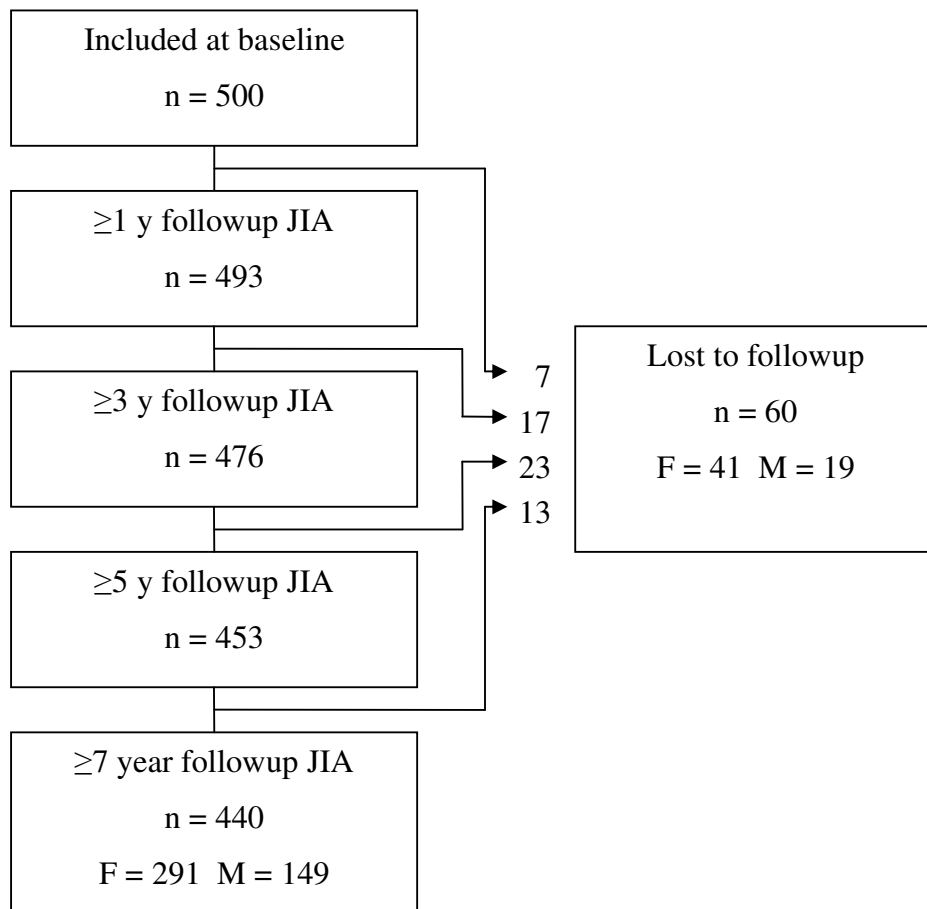 Included at baseline
n = 500
≥1 y followup JIA
n = 493
≥3 y followup JIA
n = 476
≥5 y followup JIA
n = 453
≥7 year followup JIA
n = 440
F = 291 M = 149
7
17
23
13
Lost to followup
n = 60
F = 41 M = 19